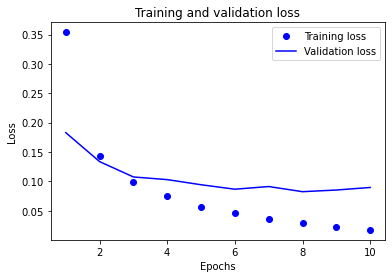 Training and validation loss
Training loss
Validation loss
0.35
0.30
0.25
0.20
0.15
0.10
0.05
Loss
2 4 6 8 10
Epochs